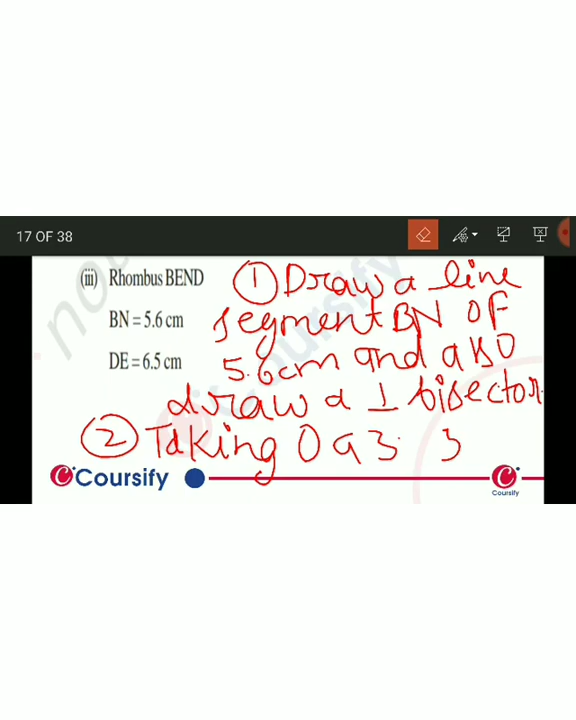 17 OF 38
(iii) Rhombus BEND ① Draw a line
BN = 5.6 cm segment BN OF
DE = 6.5 cm 5.6cm and also
draw a ⊥ bisector.
② Taking O as
Coursify
Coursify